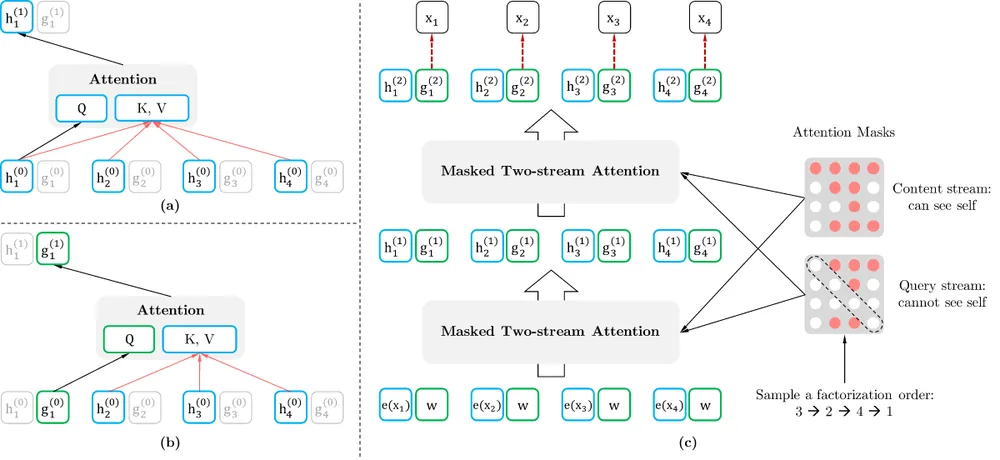 h₁⁽¹⁾ g₁⁽¹⁾
Attention
Q K, V
h₁⁽⁰⁾ g₁⁽⁰⁾ h₂⁽⁰⁾ g₂⁽⁰⁾ h₃⁽⁰⁾ g₃⁽⁰⁾ h₄⁽⁰⁾ g₄⁽⁰⁾
(a)
h₁⁽¹⁾ g₁⁽¹⁾
Attention
Q K, V
h₁⁽⁰⁾ g₁⁽⁰⁾ h₂⁽⁰⁾ g₂⁽⁰⁾ h₃⁽⁰⁾ g₃⁽⁰⁾ h₄⁽⁰⁾ g₄⁽⁰⁾
(b)
x₁ x₂ x₃ x₄
h₁⁽²⁾ g₁⁽²⁾ h₂⁽²⁾ g₂⁽²⁾ h₃⁽²⁾ g₃⁽²⁾ h₄⁽²⁾ g₄⁽²⁾
Masked Two-stream Attention
h₁⁽¹⁾ g₁⁽¹⁾ h₂⁽¹⁾ g₂⁽¹⁾ h₃⁽¹⁾ g₃⁽¹⁾ h₄⁽¹⁾ g₄⁽¹⁾
Masked Two-stream Attention
e(x₁) w e(x₂) w e(x₃) w e(x₄) w
(c)
Attention Masks
Content stream:
can see self
Query stream:
cannot see self
Sample a factorization order:
3 → 2 → 4 → 1